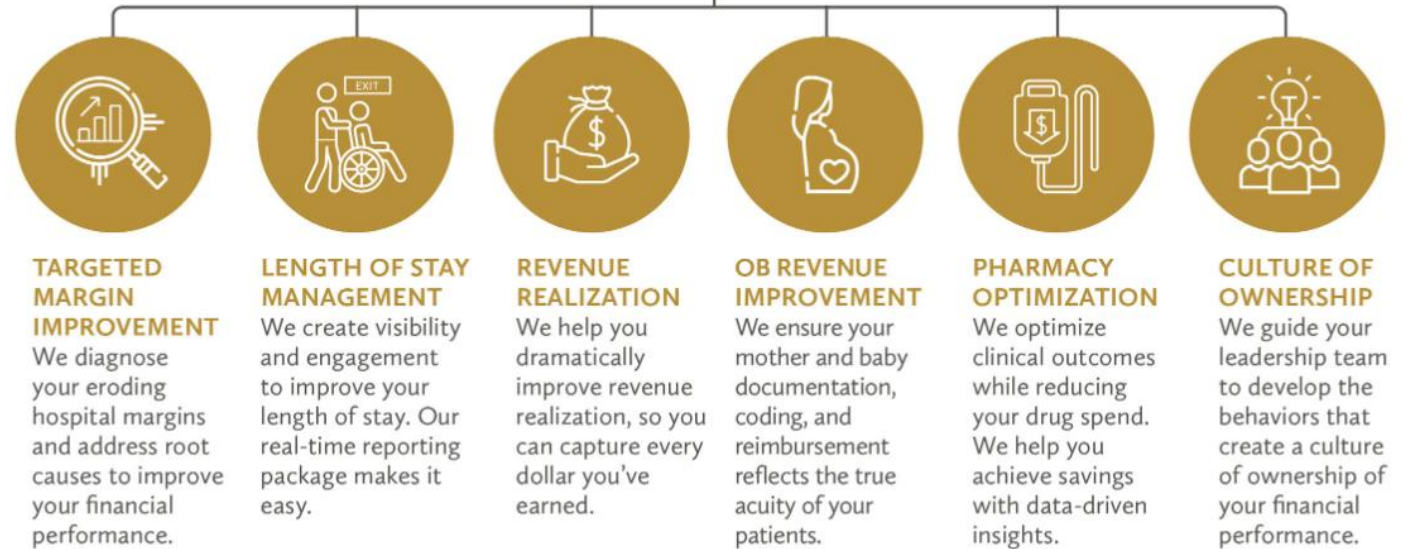 EXIT
$
$
TARGETED
MARGIN
IMPROVEMENT
We diagnose
your eroding
hospital margins
and address root
causes to improve
your financial
performance.
LENGTH OF STAY
MANAGEMENT
We create visibility
and engagement
to improve your
length of stay. Our
real-time reporting
package makes it
easy.
REVENUE
REALIZATION
We help you
dramatically
improve revenue
realization, so you
can capture every
dollar you’ve
earned.
OB REVENUE
IMPROVEMENT
We ensure your
mother and baby
documentation,
coding, and
reimbursement
reflects the true
acuity of your
patients.
PHARMACY
OPTIMIZATION
We optimize
clinical outcomes
while reducing
your drug spend.
We help you
achieve savings
with data-driven
insights.
CULTURE OF
OWNERSHIP
We guide your
leadership team
to develop the
behaviors that
create a culture
of ownership of
your financial
performance.